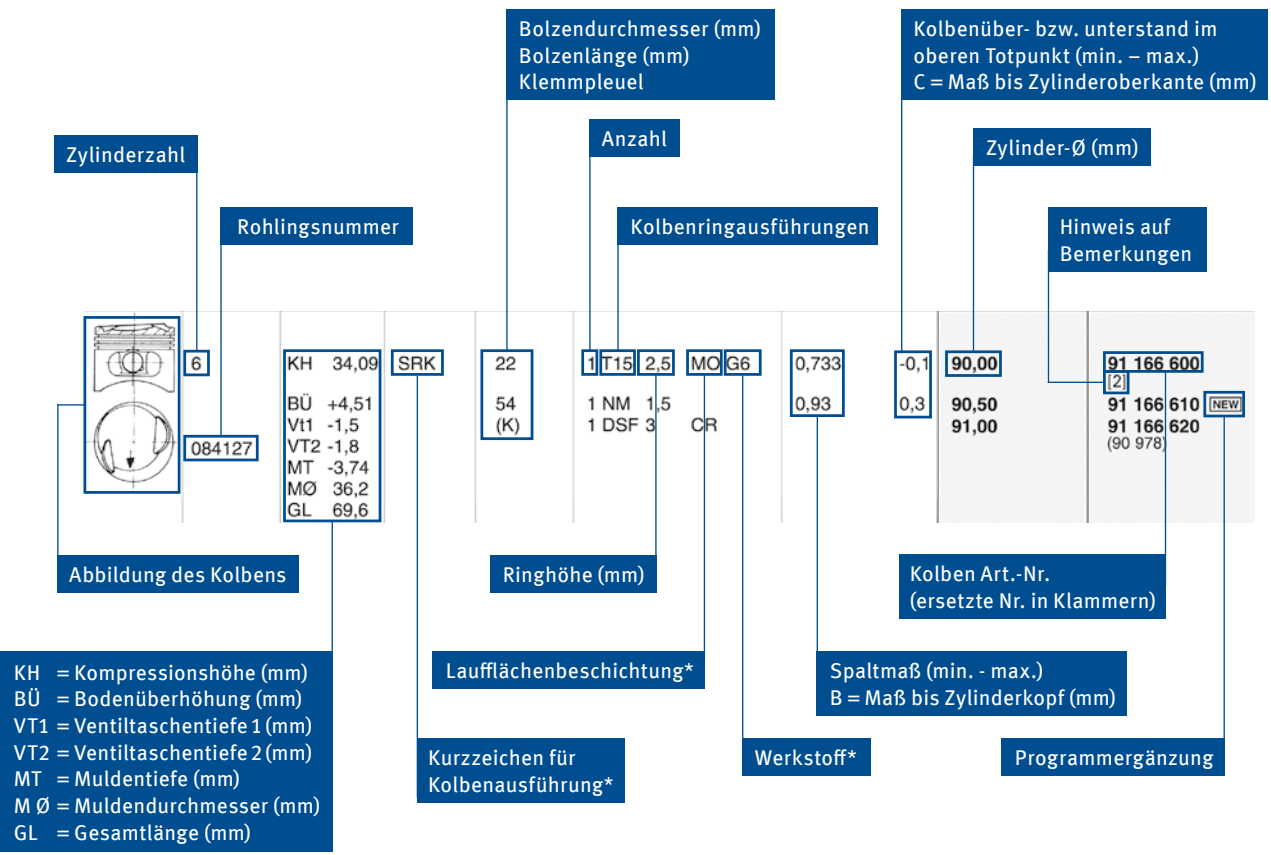 Bolzendurchmesser (mm)
Bolzenlänge (mm)
Klemmpleuel
Kolbenüber- bzw. unterstand im
oberen Totpunkt (min. – max.)
C = Maß bis Zylinderoberkante (mm)
Zylinderzahl
Anzahl
Zylinder-Ø (mm)
Rohlingsnummer
Kolbenringausführungen
Hinweis auf
Bemerkungen
6
084127
KH 34,09
BÜ +4,51
Vt1 -1,5
VT2 -1,8
MT -3,74
MØ 36,2
GL 69,6
SRK
22
54
(K)
1 T15 2,5 MO G6
1 NM 1,5
1 DSF 3 CR
0,733
0,93
-0,1
0,3
90,00
90,50
91,00
91 166 600
[2]
91 166 610 NEW
91 166 620
(90 978)
Abbildung des Kolbens
Ringhöhe (mm)
Kolben Art.-Nr.
(ersetzte Nr. in Klammern)
KH = Kompressionshöhe (mm)
BÜ = Bodenüberhöhung (mm)
VT1 = Ventiltaschentiefe 1 (mm)
VT2 = Ventiltaschentiefe 2 (mm)
MT = Muldentiefe (mm)
M Ø = Muldendurchmesser (mm)
GL = Gesamtlänge (mm)
Laufflächenbeschichtung*
Spaltmaß (min. - max.)
B = Maß bis Zylinderkopf (mm)
Kurzzeichen für
Kolbenausführung*
Werkstoff*
Programmergänzung